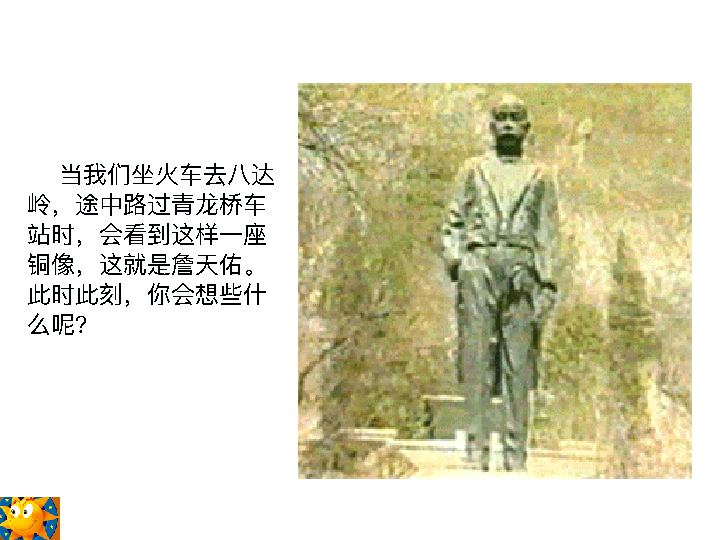 当我们坐火车去八达
岭，途中路过青龙桥车
站时，会看到这样一座
铜像，这就是詹天佑。
此时此刻，你会想些什
么呢?